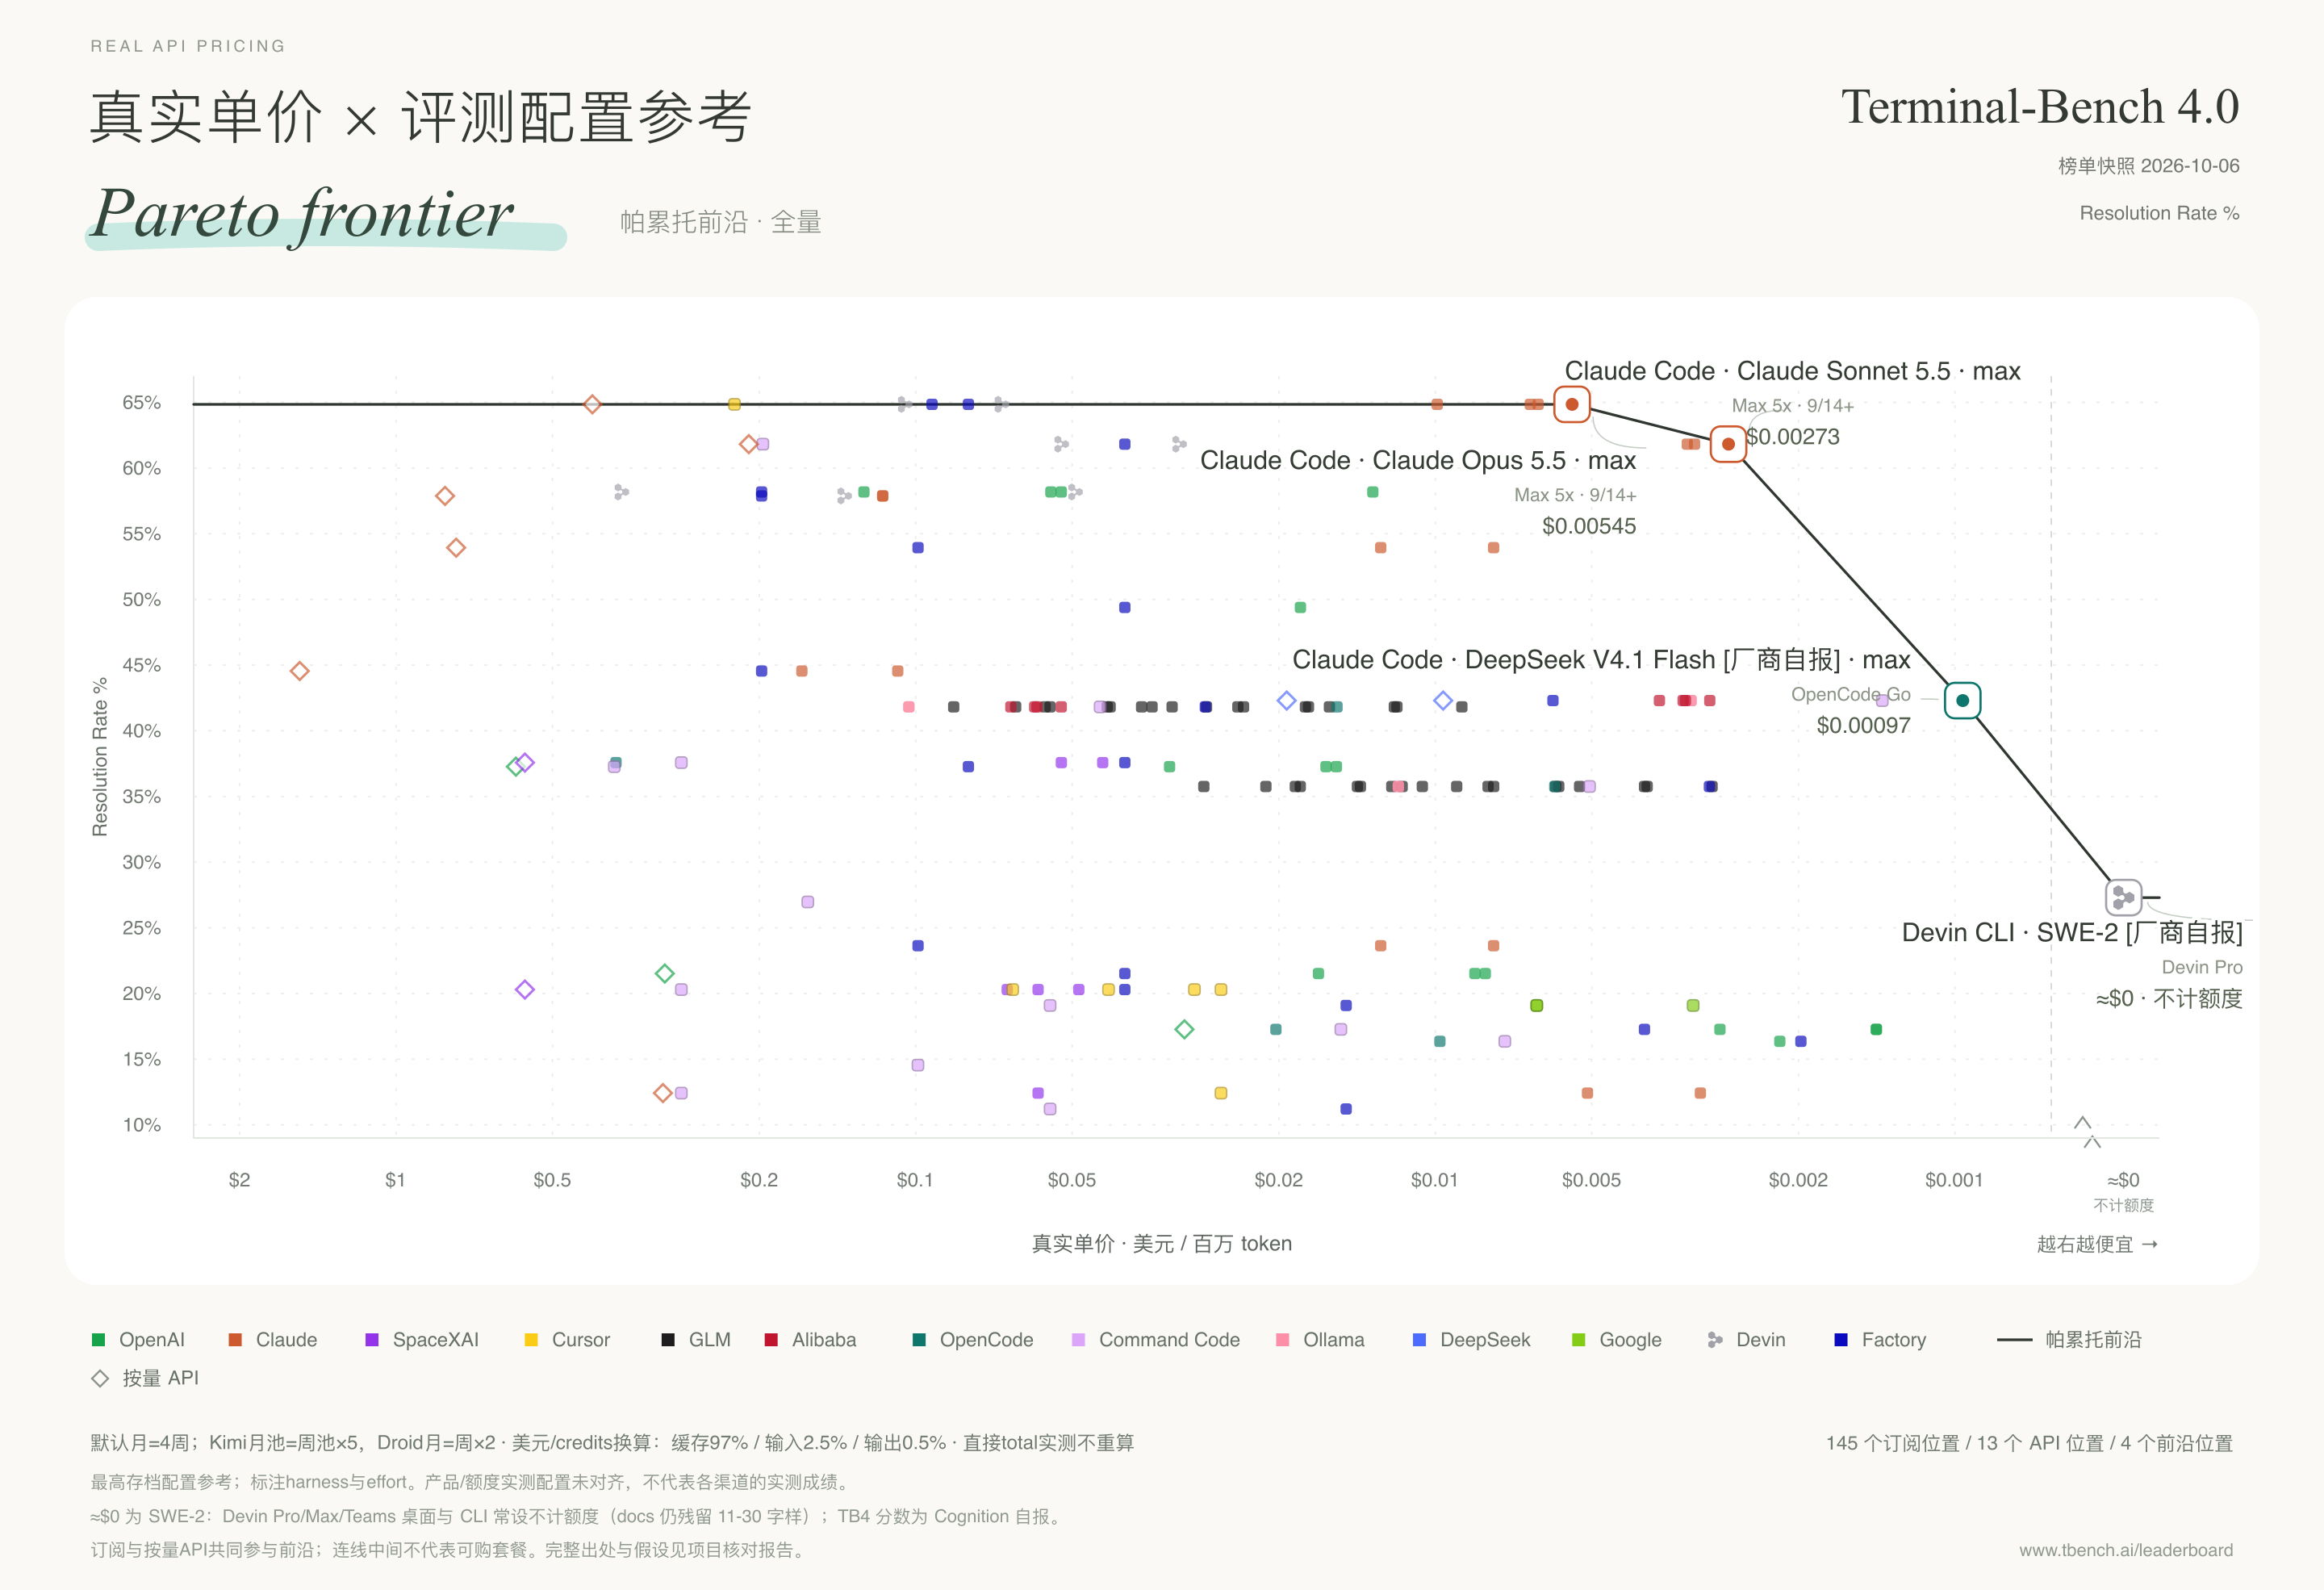 REAL API PRICING
真实单价 × 评测配置参考
Pareto frontier
帕累托前沿 · 全量
Terminal-Bench 4.0
榜单快照 2026-10-06
Resolution Rate %
Claude Code · Claude Sonnet 5.5 · max
Max 5x · 9/14+
$0.00273
Claude Code · Claude Opus 5.5 · max
Max 5x · 9/14+
$0.00545
Claude Code · DeepSeek V4.1 Flash [厂商自报] · max
OpenCode Go
$0.00097
Devin CLI · SWE-2 [厂商自报]
Devin Pro
≈$0 · 不计额度
Resolution Rate %
65%
60%
55%
50%
45%
40%
35%
30%
25%
20%
15%
10%
$2
$1
$0.5
$0.2
$0.1
$0.05
$0.02
$0.01
$0.005
$0.002
$0.001
≈$0
不计额度
真实单价 · 美元 / 百万 token
越右越便宜 →
OpenAI
Claude
SpaceXAI
Cursor
GLM
Alibaba
OpenCode
Command Code
Ollama
DeepSeek
Google
Devin
Factory
帕累托前沿
按量 API
默认月=4周；Kimi月池=周池×5，Droid月=周×2 · 美元/credits换算：缓存97% / 输入2.5% / 输出0.5% · 直接total实测不重算
145 个订阅位置 / 13 个 API 位置 / 4 个前沿位置
最高存档配置参考；标注harness与effort。产品/额度实测配置未对齐，不代表各渠道的实测成绩。
≈$0 为 SWE-2：Devin Pro/Max/Teams 桌面与 CLI 常设不计额度（docs 仍残留 11-30 字样）；TB4 分数为 Cognition 自报。
订阅与按量API共同参与前沿；连线中间不代表可购套餐。完整出处与假设见项目核对报告。
www.tbench.ai/leaderboard